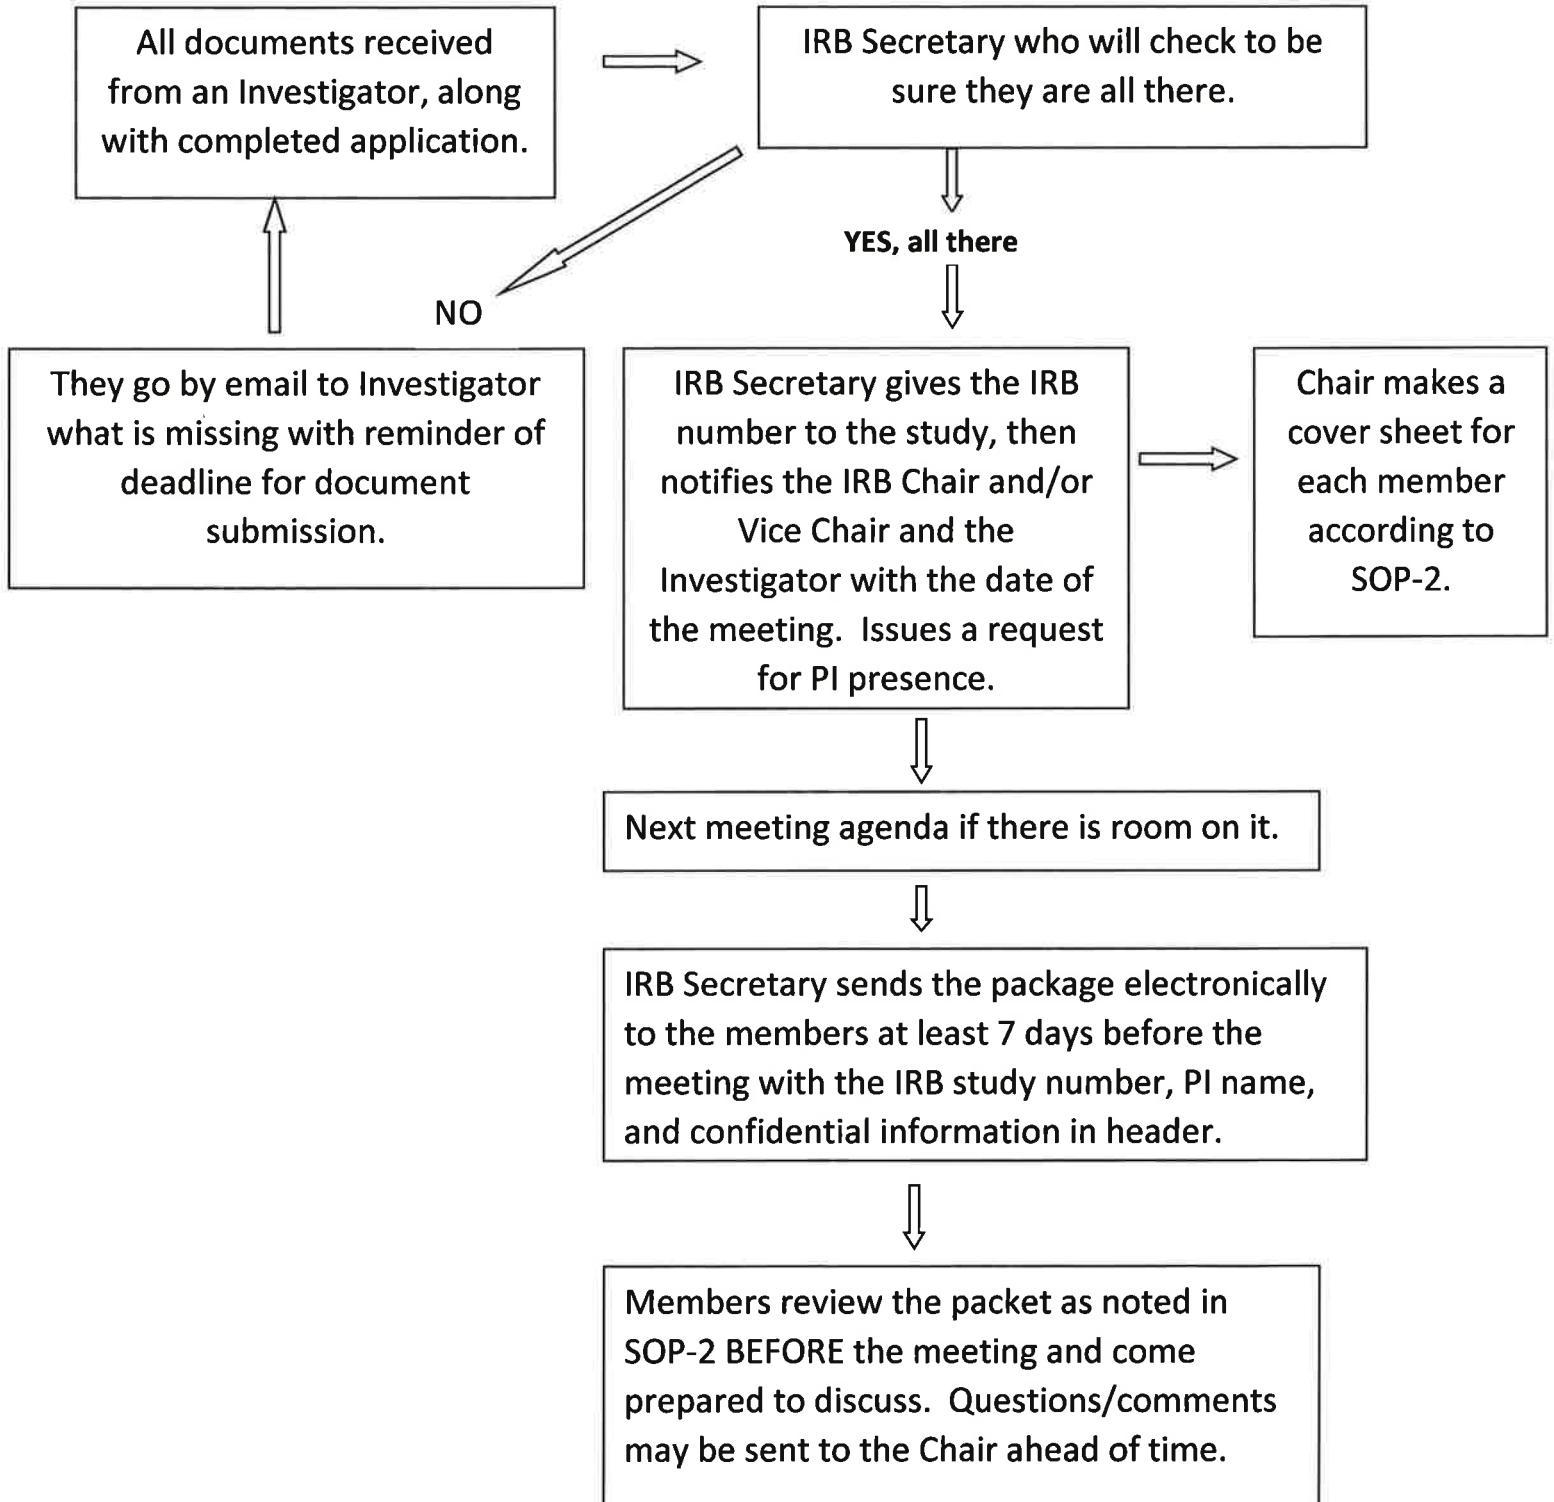 All documents received
from an Investigator, along
with completed application.
IRB Secretary who will check to be
sure they are all there.
YES, all there
NO
They go by email to Investigator
what is missing with reminder of
deadline for document
submission.
IRB Secretary gives the IRB
number to the study, then
notifies the IRB Chair and/or
Vice Chair and the
Investigator with the date of
the meeting.  Issues a request
for PI presence.
Chair makes a
cover sheet for
each member
according to
SOP-2.
Next meeting agenda if there is room on it.
IRB Secretary sends the package electronically
to the members at least 7 days before the
meeting with the IRB study number, PI name,
and confidential information in header.
Members review the packet as noted in
SOP-2 BEFORE the meeting and come
prepared to discuss.  Questions/comments
may be sent to the Chair ahead of time.